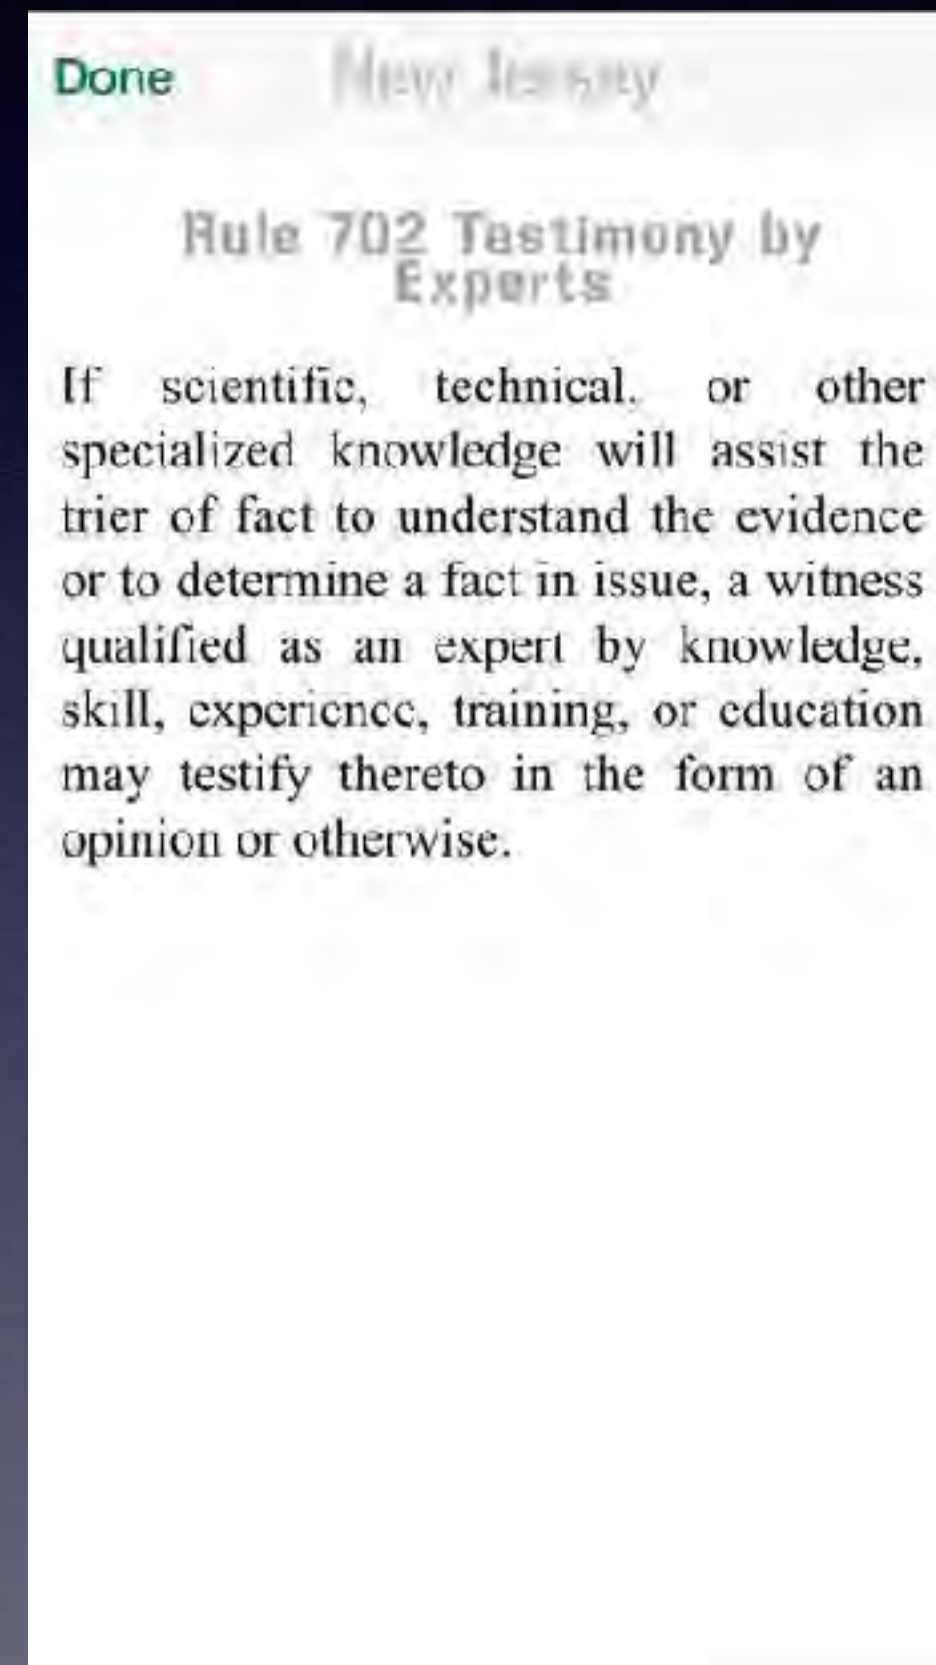 Done New Jersey
Rule 702 Testimony by
Experts
If scientific, technical. or other
specialized knowledge will assist the
trier of fact to understand the evidence
or to determine a fact in issue, a witness
qualified as an expert by knowledge,
skill, experience, training, or education
may testify thereto in the form of an
opinion or otherwise.